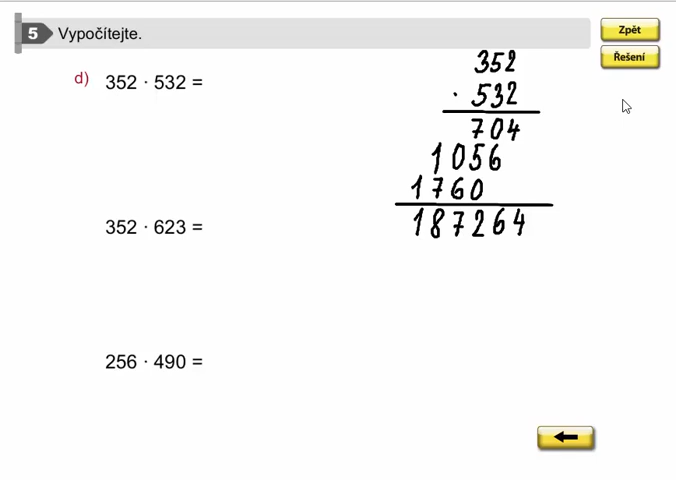 5 Vypočítejte.
Zpět
Řešení
d) 352 · 532 =
352
· 532
704
1056
1760
187264
352 · 623 =
256 · 490 =